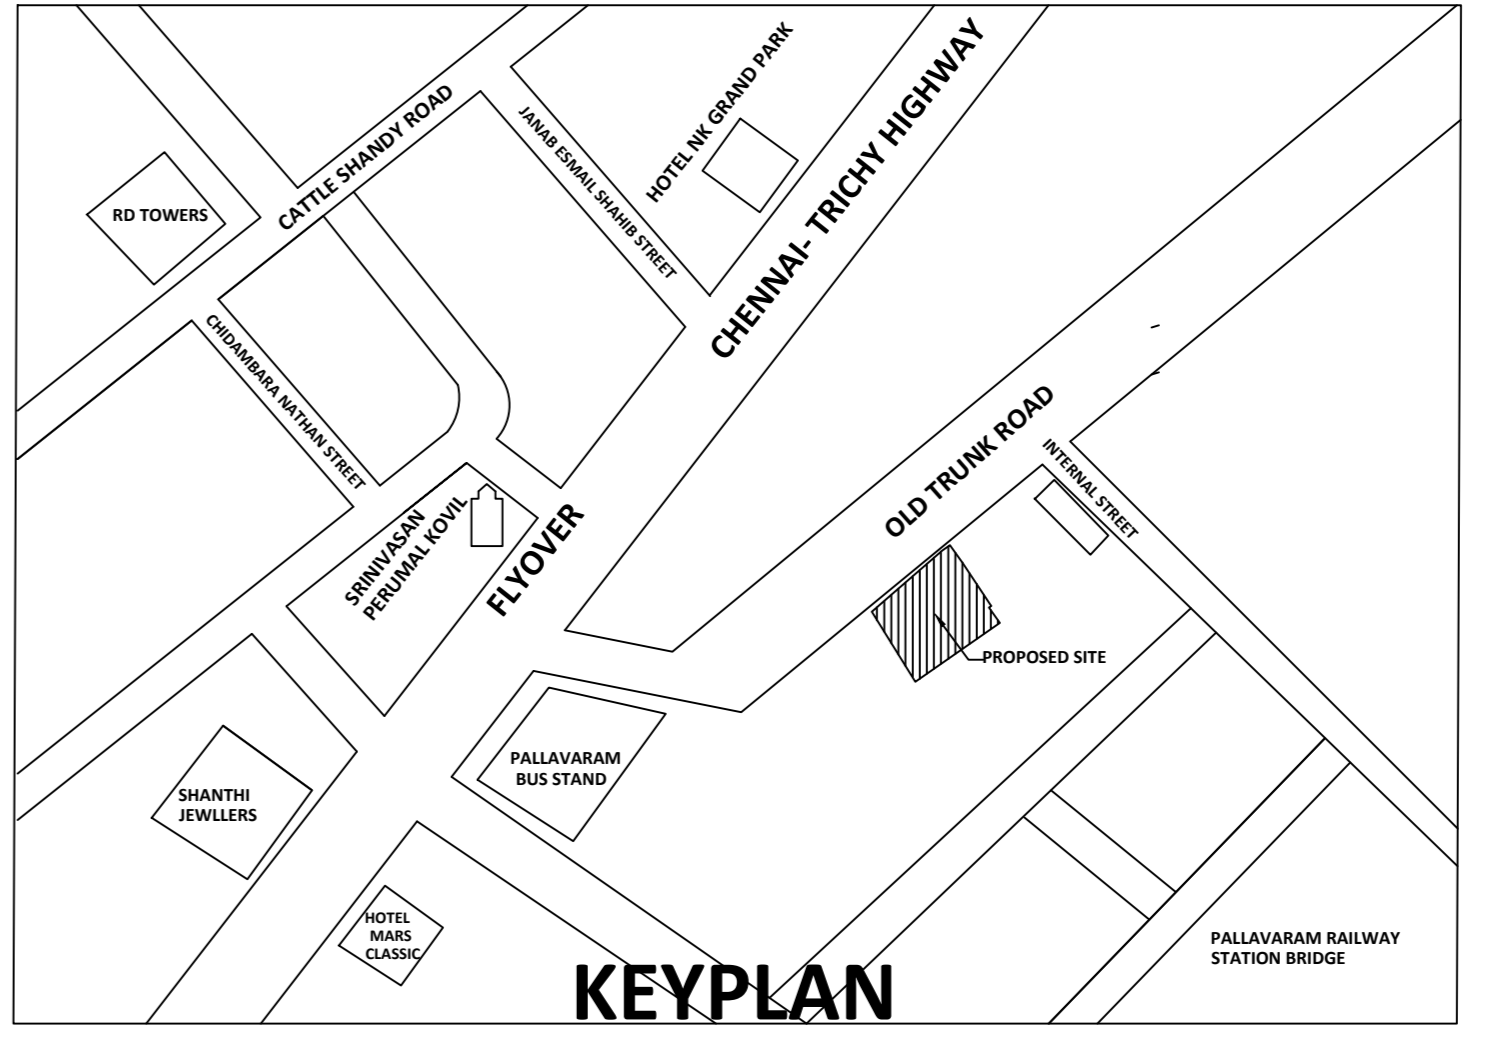 HOTEL NK GRAND PARK
CHENNAI- TRICHY HIGHWAY
CATTLE SHANDY ROAD
JANAB ESMAIL SHAHIB STREET
RD TOWERS
CHIDAMBARA NATHAN STREET
OLD TRUNK ROAD
INTERNAL STREET
SRINIVASAN
PERUMAL KOVIL
FLYOVER
PROPOSED SITE
PALLAVARAM
BUS STAND
SHANTHI
JEWLLERS
HOTEL
MARS
CLASSIC
PALLAVARAM RAILWAY
STATION BRIDGE
KEYPLAN